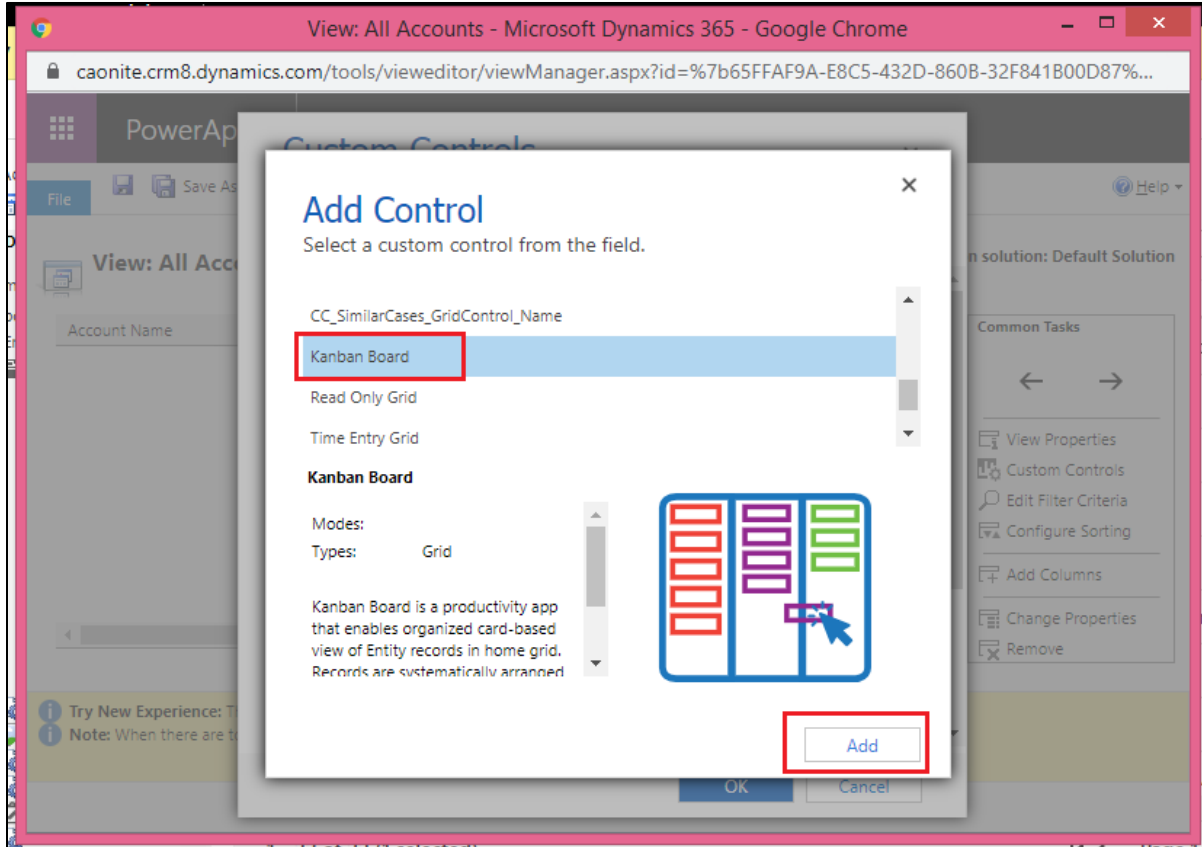 View: All Accounts - Microsoft Dynamics 365 - Google Chrome
caonite.crm8.dynamics.com/tools/vieweditor/viewManager.aspx?id=%7b65FFAF9A-E8C5-432D-860B-32F841B00D87%...
PowerAp
Custom Controls
File
Save As
Help
View: All Acco
n solution: Default Solution
Account Name
Add Control
Select a custom control from the field.
CC_SimilarCases_GridControl_Name
Kanban Board
Read Only Grid
Time Entry Grid
Kanban Board
Modes:
Types: Grid
Kanban Board is a productivity app
that enables organized card-based
view of Entity records in home grid.
Records are systematically arranged
Add
OK
Cancel
Common Tasks
View Properties
Custom Controls
Edit Filter Criteria
Configure Sorting
Add Columns
Change Properties
Remove
Try New Experience:
Note: When there are to